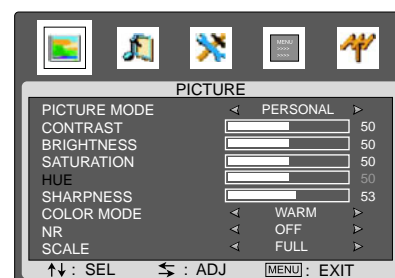 MENU
>>>>
>>>>
PICTURE
PICTURE MODE PERSONAL
CONTRAST 50
BRIGHTNESS 50
SATURATION 50
HUE 50
SHARPNESS 53
COLOR MODE WARM
NR OFF
SCALE FULL
: SEL : ADJ MENU : EXIT